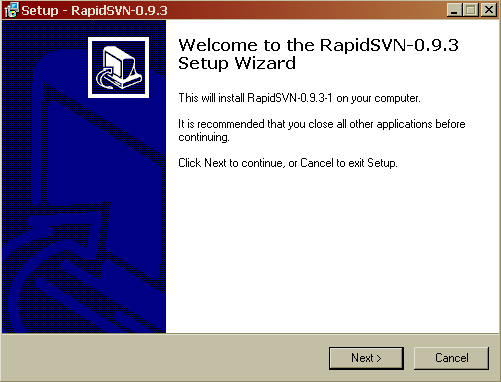 Setup - RapidSVN-0.9.3
Welcome to the RapidSVN-0.9.3
Setup Wizard
This will install RapidSVN-0.9.3-1 on your computer.
It is recommended that you close all other applications before
continuing.
Click Next to continue, or Cancel to exit Setup.
Next >
Cancel